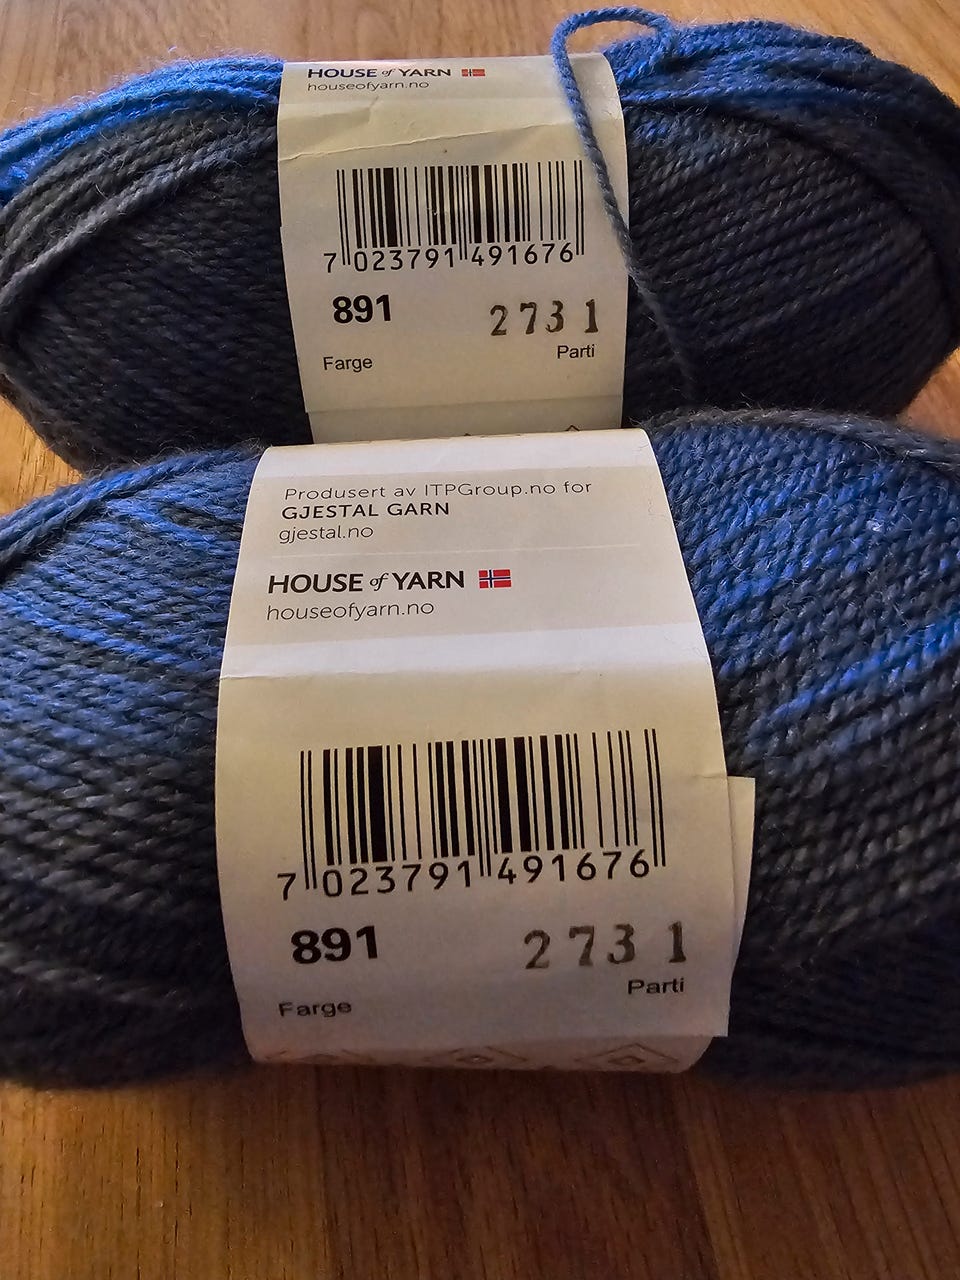 HOUSE of YARN
houseofyarn.no
7 023791 491676
891 2731
Farge Parti
Produsert av ITPGroup.no for
GJESTAL GARN
gjestal.no
HOUSE of YARN
houseofyarn.no
7 023791 491676
891 2731
Farge Parti